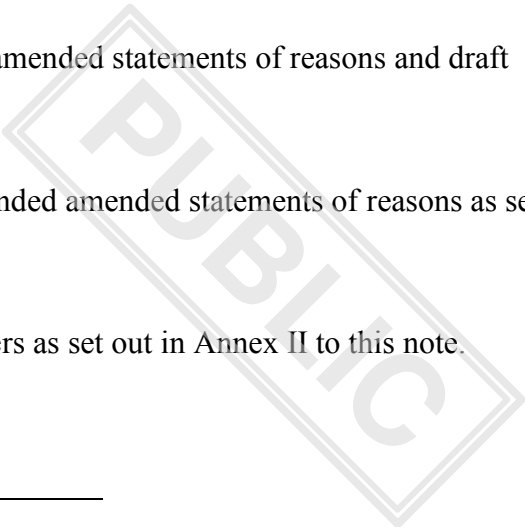 amended statements of reasons and draft
nded amended statements of reasons as se
rs as set out in Annex II to this note.
PUBLIC